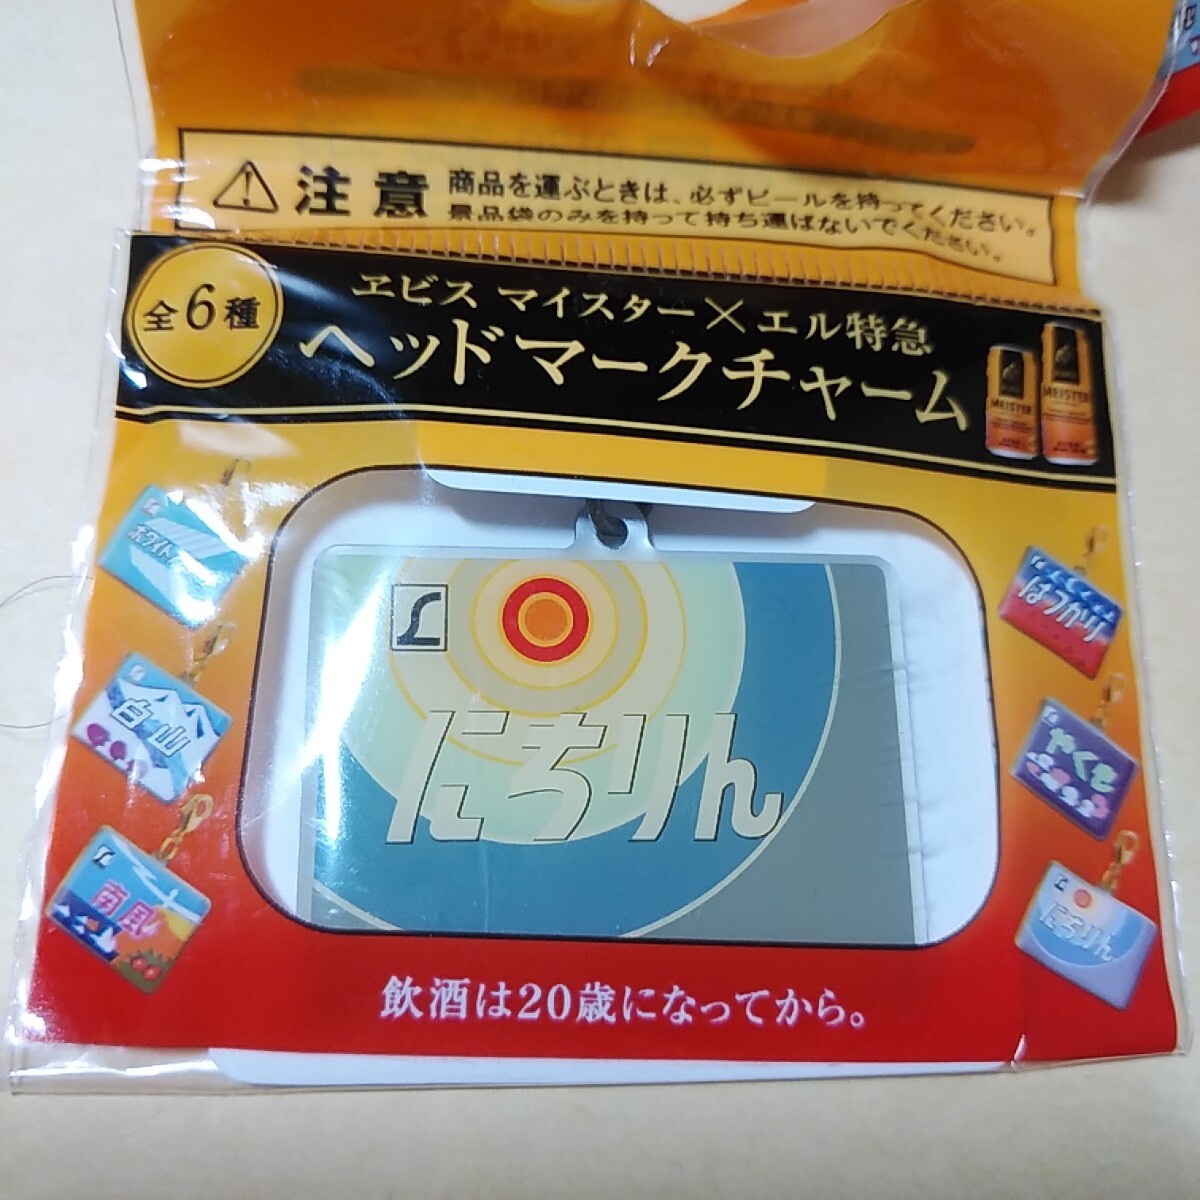 注意
商品を運ぶときは、必ずビールを持ってください。
景品袋のみを持って持ち運ばないでください。
全6種
ヱビス マイスター×エル特急
ヘッドマークチャーム
MEISTER
MEISTER
ホワイト
白山
南風
L
にちりん
はつかり
やくも
にちりん
飲酒は20歳になってから。